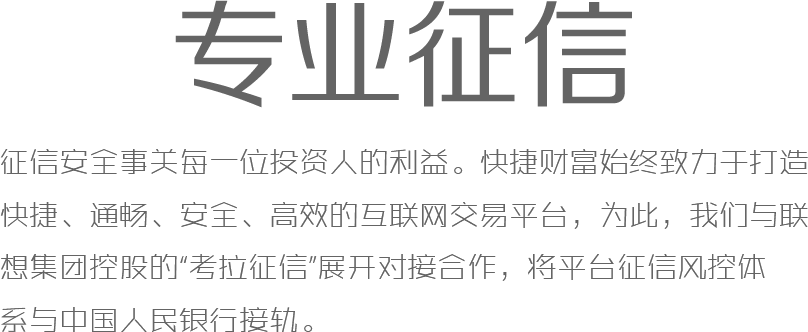 专业征信
征信安全事关每一位投资人的利益。快捷财富始终致力于打造
快捷、通畅、安全、高效的互联网交易平台，为此，我们与联
想集团控股的“考拉征信”展开对接合作，将平台征信风控体
系与中国人民银行接轨。